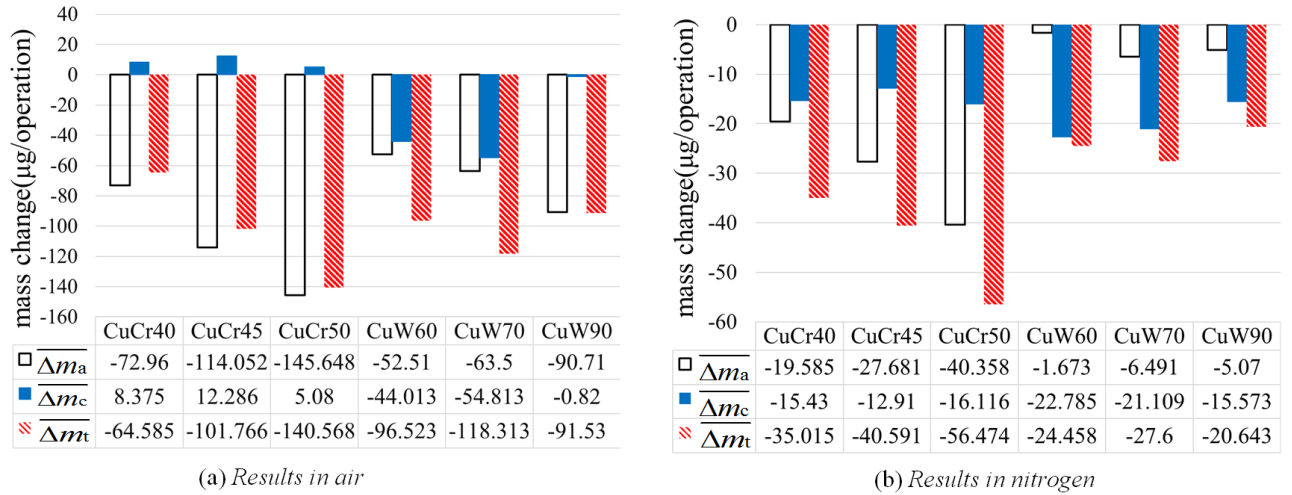 mass change(μg/operation)
40
20
0
-20
-40
-60
-80
-100
-120
-140
-160
CuCr40 CuCr45 CuCr50 CuW60 CuW70 CuW90
Δma -72.96 -114.052 -145.648 -52.51 -63.5 -90.71
Δmc 8.375 12.286 5.08 -44.013 -54.813 -0.82
Δmt -64.585 -101.766 -140.568 -96.523 -118.313 -91.53
(a) Results in air
mass change(μg/operation)
0
-10
-20
-30
-40
-50
-60
CuCr40 CuCr45 CuCr50 CuW60 CuW70 CuW90
Δma -19.585 -27.681 -40.358 -1.673 -6.491 -5.07
Δmc -15.43 -12.91 -16.116 -22.785 -21.109 -15.573
Δmt -35.015 -40.591 -56.474 -24.458 -27.6 -20.643
(b) Results in nitrogen